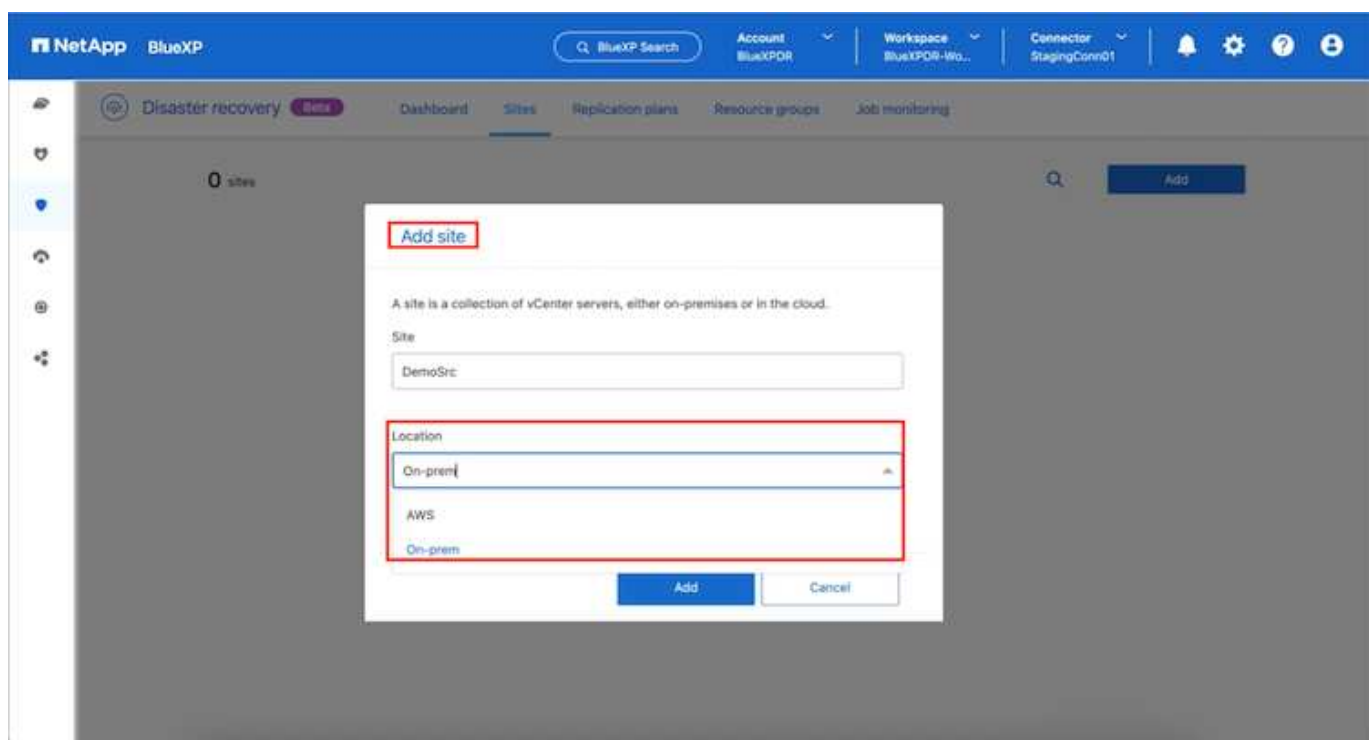 NetApp BlueXP
BlueXP Search
Account
BlueXPDR
Workspace
BlueXPDR-Wo...
Connector
StagingConn01
Disaster recovery Beta
Dashboard Sites Replication plans Resource groups Job monitoring
0 sites
Add
Add site
A site is a collection of vCenter servers, either on-premises or in the cloud.
Site
DemoSrc
Location
On-prem
AWS
On-prem
Add Cancel